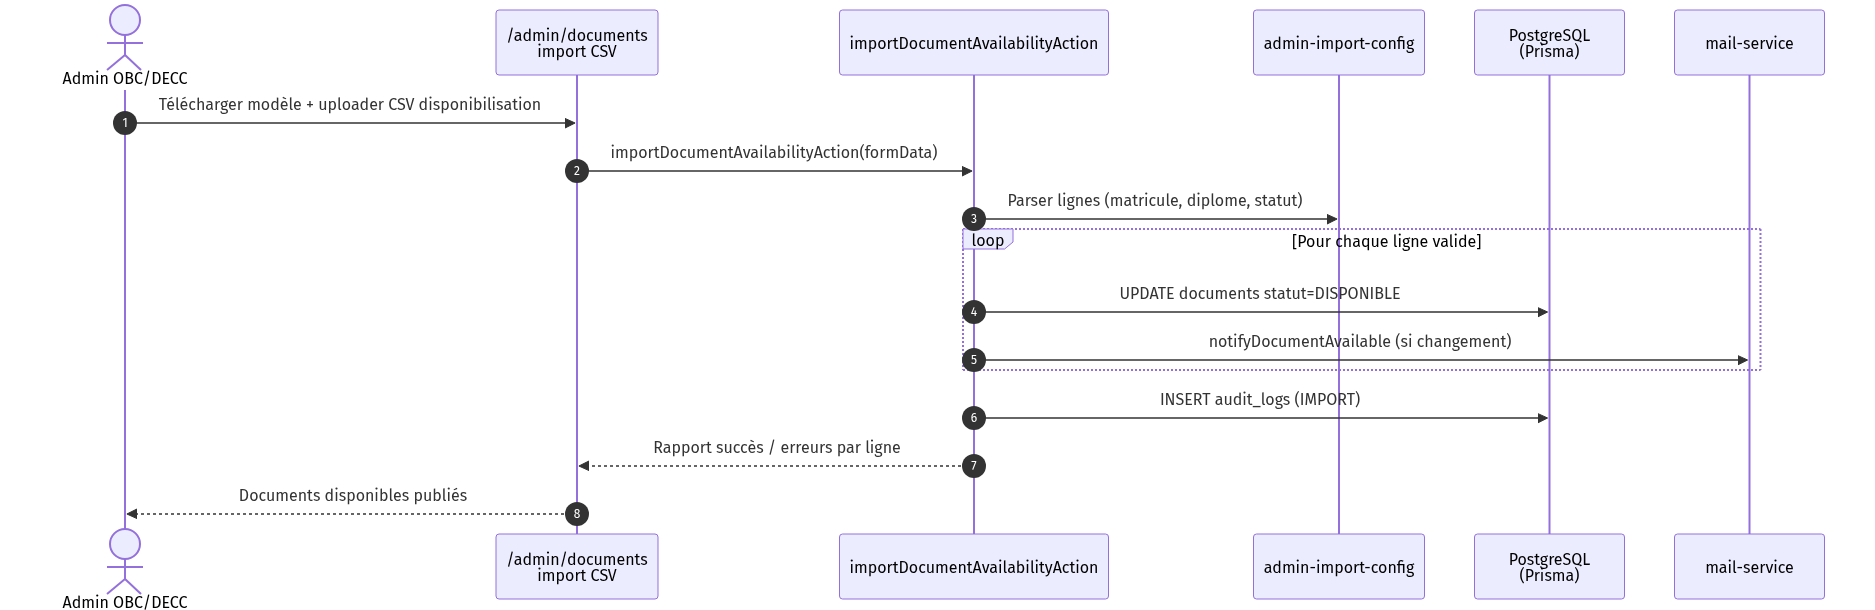 Admin OBC/DECC
/admin/documents
import CSV
importDocumentAvailabilityAction
admin-import-config
PostgreSQL
(Prisma)
mail-service
Télécharger modèle + uploader CSV disponibilisation
1
importDocumentAvailabilityAction(formData)
2
Parser lignes (matricule, diplome, statut)
3
loop
[Pour chaque ligne valide]
UPDATE documents statut=DISPONIBLE
4
notifyDocumentAvailable (si changement)
5
INSERT audit_logs (IMPORT)
6
Rapport succès / erreurs par ligne
7
Documents disponibles publiés
8
Admin OBC/DECC
/admin/documents
import CSV
importDocumentAvailabilityAction
admin-import-config
PostgreSQL
(Prisma)
mail-service